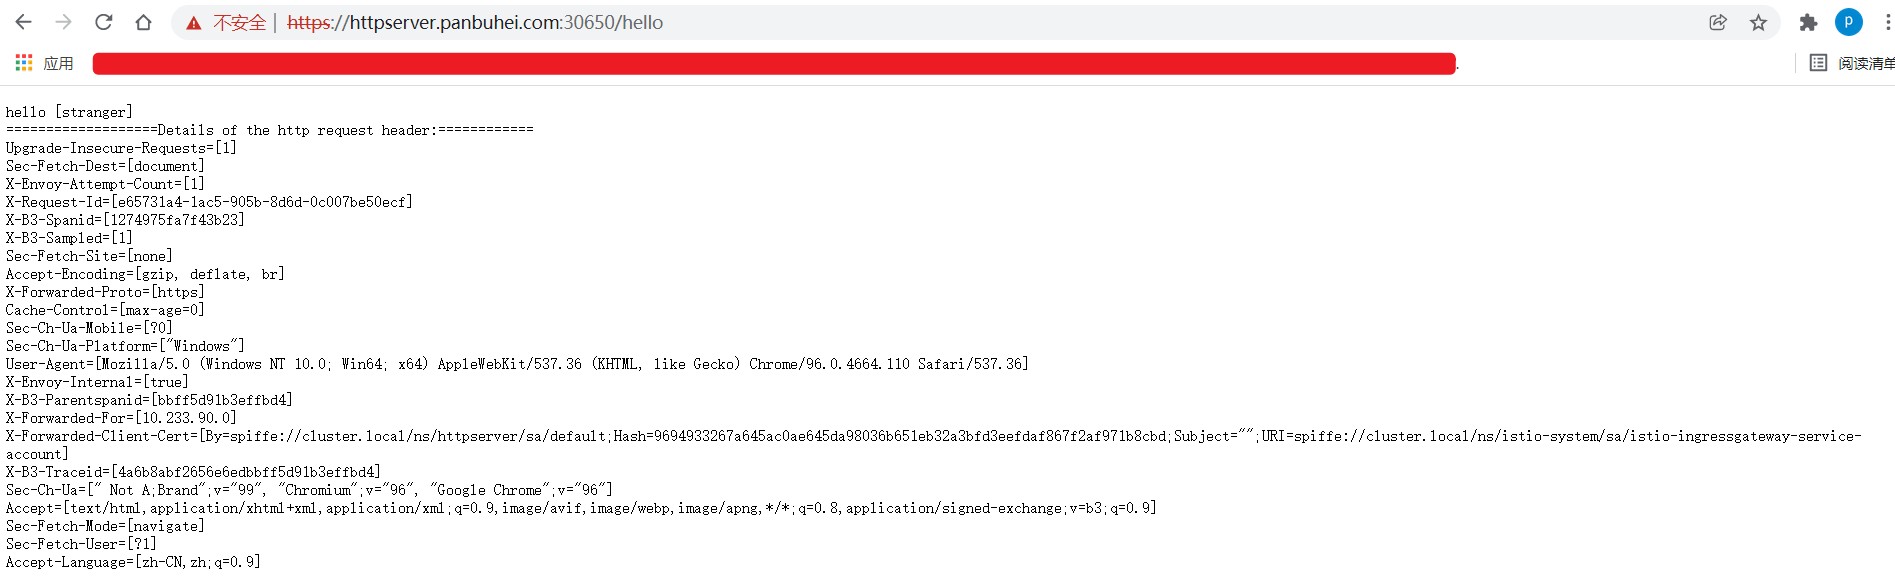 不安全 | https://httpserver.panbuhei.com:30650/hello
p
应用
阅读清单
hello [stranger]
===================Details of the http request header:============
Upgrade-Insecure-Requests=[1]
Sec-Fetch-Dest=[document]
X-Envoy-Attempt-Count=[1]
X-Request-Id=[e65731a4-1ac5-905b-8d6d-0c007be50ecf]
X-B3-Spanid=[1274975fa7f43b23]
X-B3-Sampled=[1]
Sec-Fetch-Site=[none]
Accept-Encoding=[gzip, deflate, br]
X-Forwarded-Proto=[https]
Cache-Control=[max-age=0]
Sec-Ch-Ua-Mobile=[?0]
Sec-Ch-Ua-Platform=["Windows"]
User-Agent=[Mozilla/5.0 (Windows NT 10.0; Win64; x64) AppleWebKit/537.36 (KHTML, like Gecko) Chrome/96.0.4664.110 Safari/537.36]
X-Envoy-Internal=[true]
X-B3-Parentspanid=[bbff5d91b3effbd4]
X-Forwarded-For=[10.233.90.0]
X-Forwarded-Client-Cert=[By=spiffe://cluster.local/ns/httpserver/sa/default;Hash=9694933267a645ac0ae645da98036b651eb32a3bfd3eefdaf867f2af971b8cbd;Subject="";URI=spiffe://cluster.local/ns/istio-system/sa/istio-ingressgateway-service-
account]
X-B3-Traceid=[4a6b8abf2656e6edbbff5d91b3effbd4]
Sec-Ch-Ua=[" Not A;Brand";v="99", "Chromium";v="96", "Google Chrome";v="96"]
Accept=[text/html,application/xhtml+xml,application/xml;q=0.9,image/avif,image/webp,image/apng,*/*;q=0.8,application/signed-exchange;v=b3;q=0.9]
Sec-Fetch-Mode=[navigate]
Sec-Fetch-User=[?1]
Accept-Language=[zh-CN,zh;q=0.9]